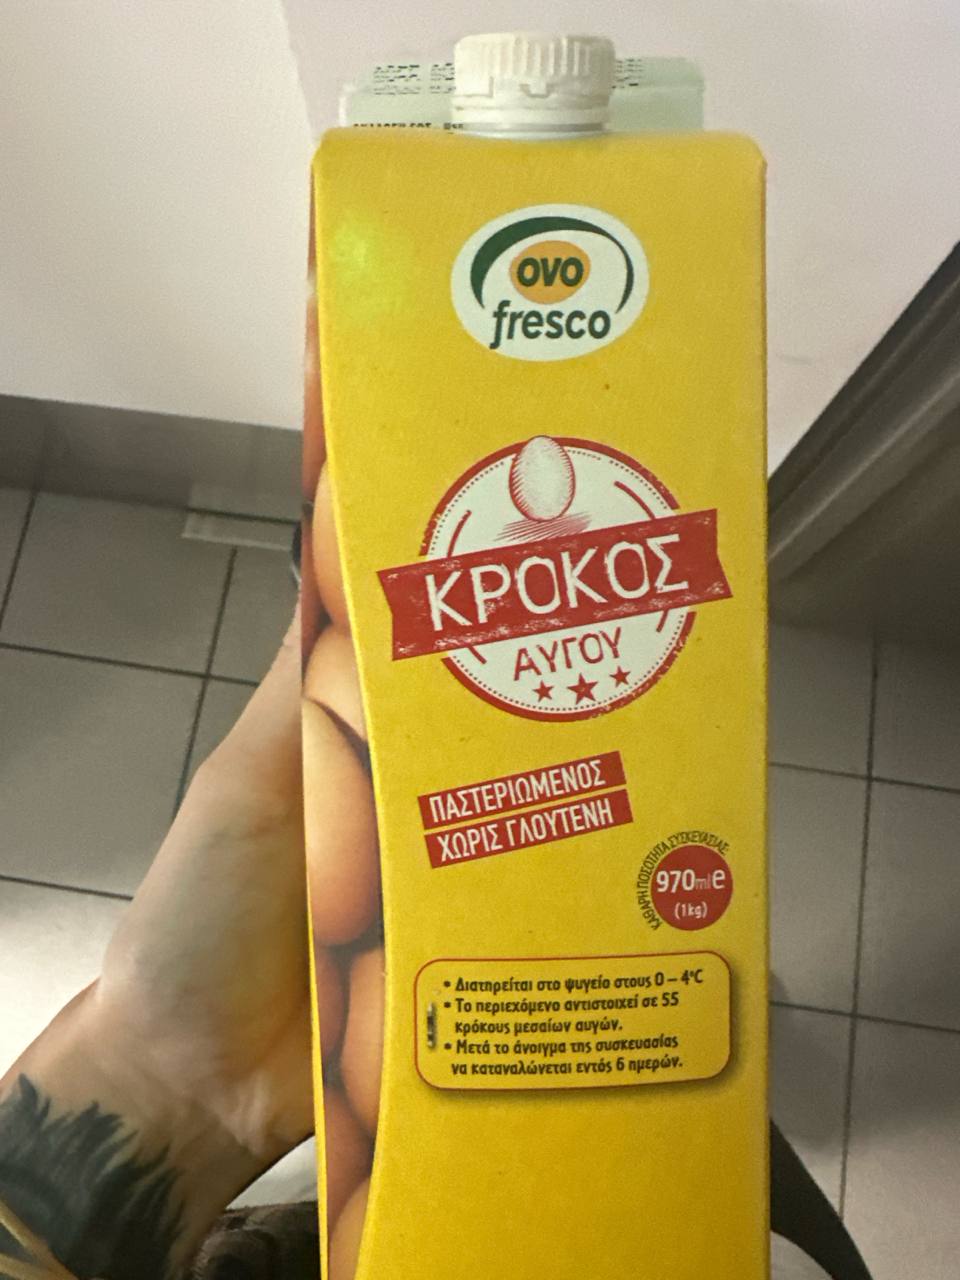 ovo
fresco
ΚΡΟΚΟΣ
ΑΥΓΟΥ
ΠΑΣΤΕΡΙΩΜΕΝΟΣ
ΧΩΡΙΣ ΓΛΟΥΤΕΝΗ
ΚΑΘΑΡΗ ΠΟΣΟΤΗΤΑ ΣΥΣΚΕΥΑΣΙΑΣ
970ml e
(1kg)
• Διατηρείται στο ψυγείο στους 0 – 4°C
• Το περιεχόμενο αντιστοιχεί σε 55
κρόκους μεσαίων αυγών.
• Μετά το άνοιγμα της συσκευασίας
να καταναλώνεται εντός 6 ημερών.